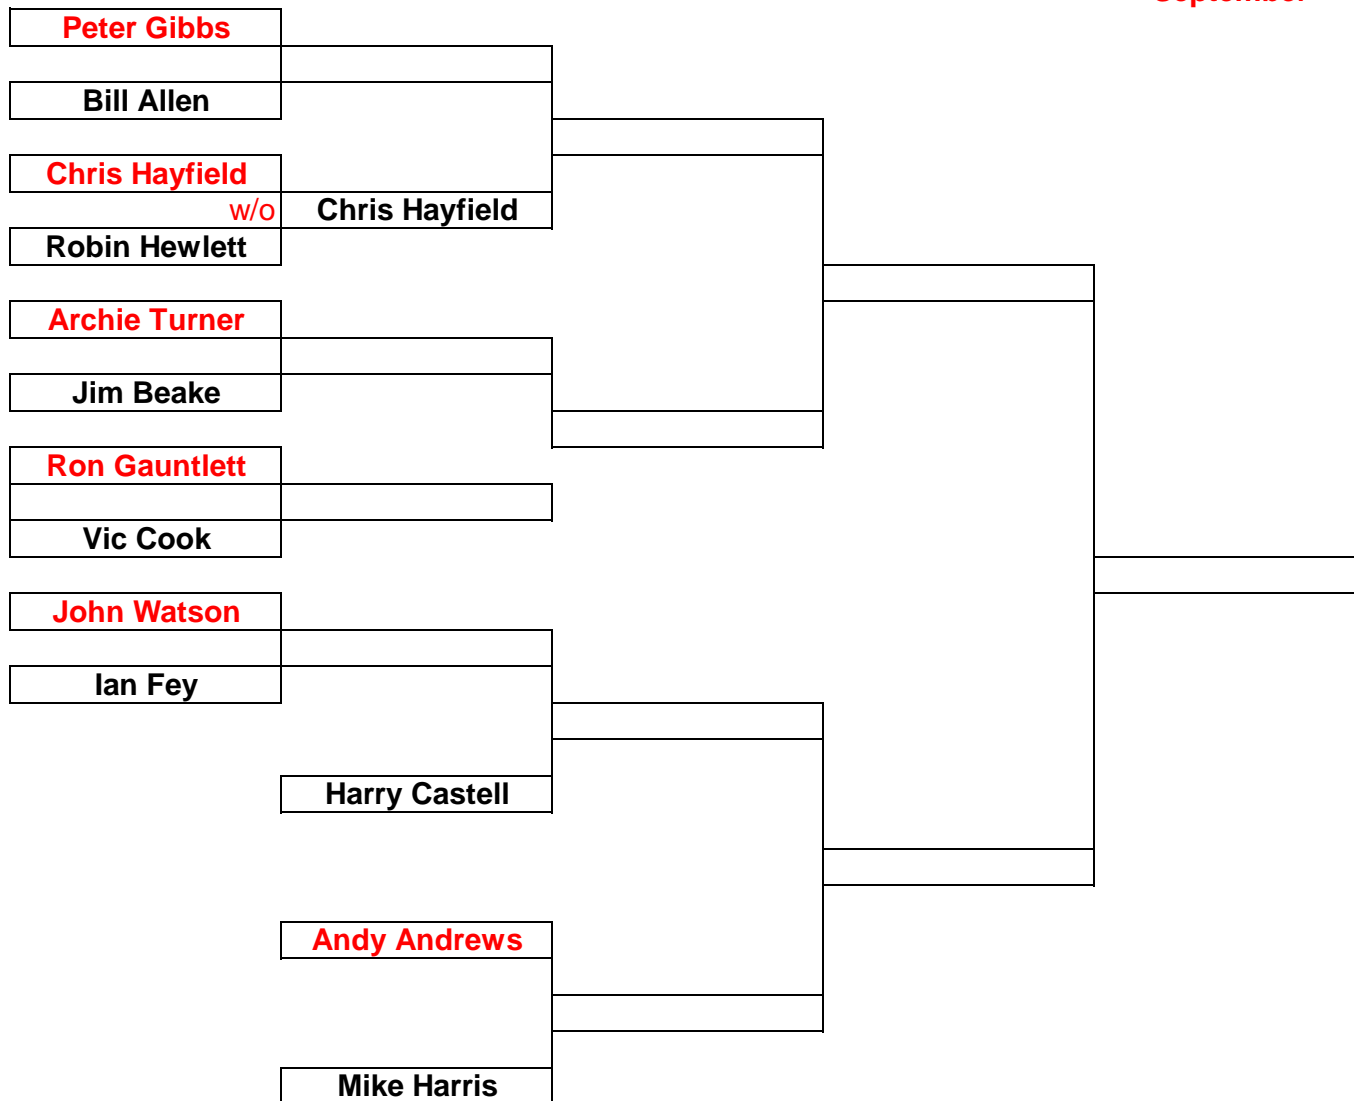 Peter Gibbs
Bill Allen
Chris Hayfield
w/o Chris Hayfield
Robin Hewlett
Archie Turner
Jim Beake
Ron Gauntlett
Vic Cook
John Watson
Ian Fey
Harry Castell
Andy Andrews
Mike Harris